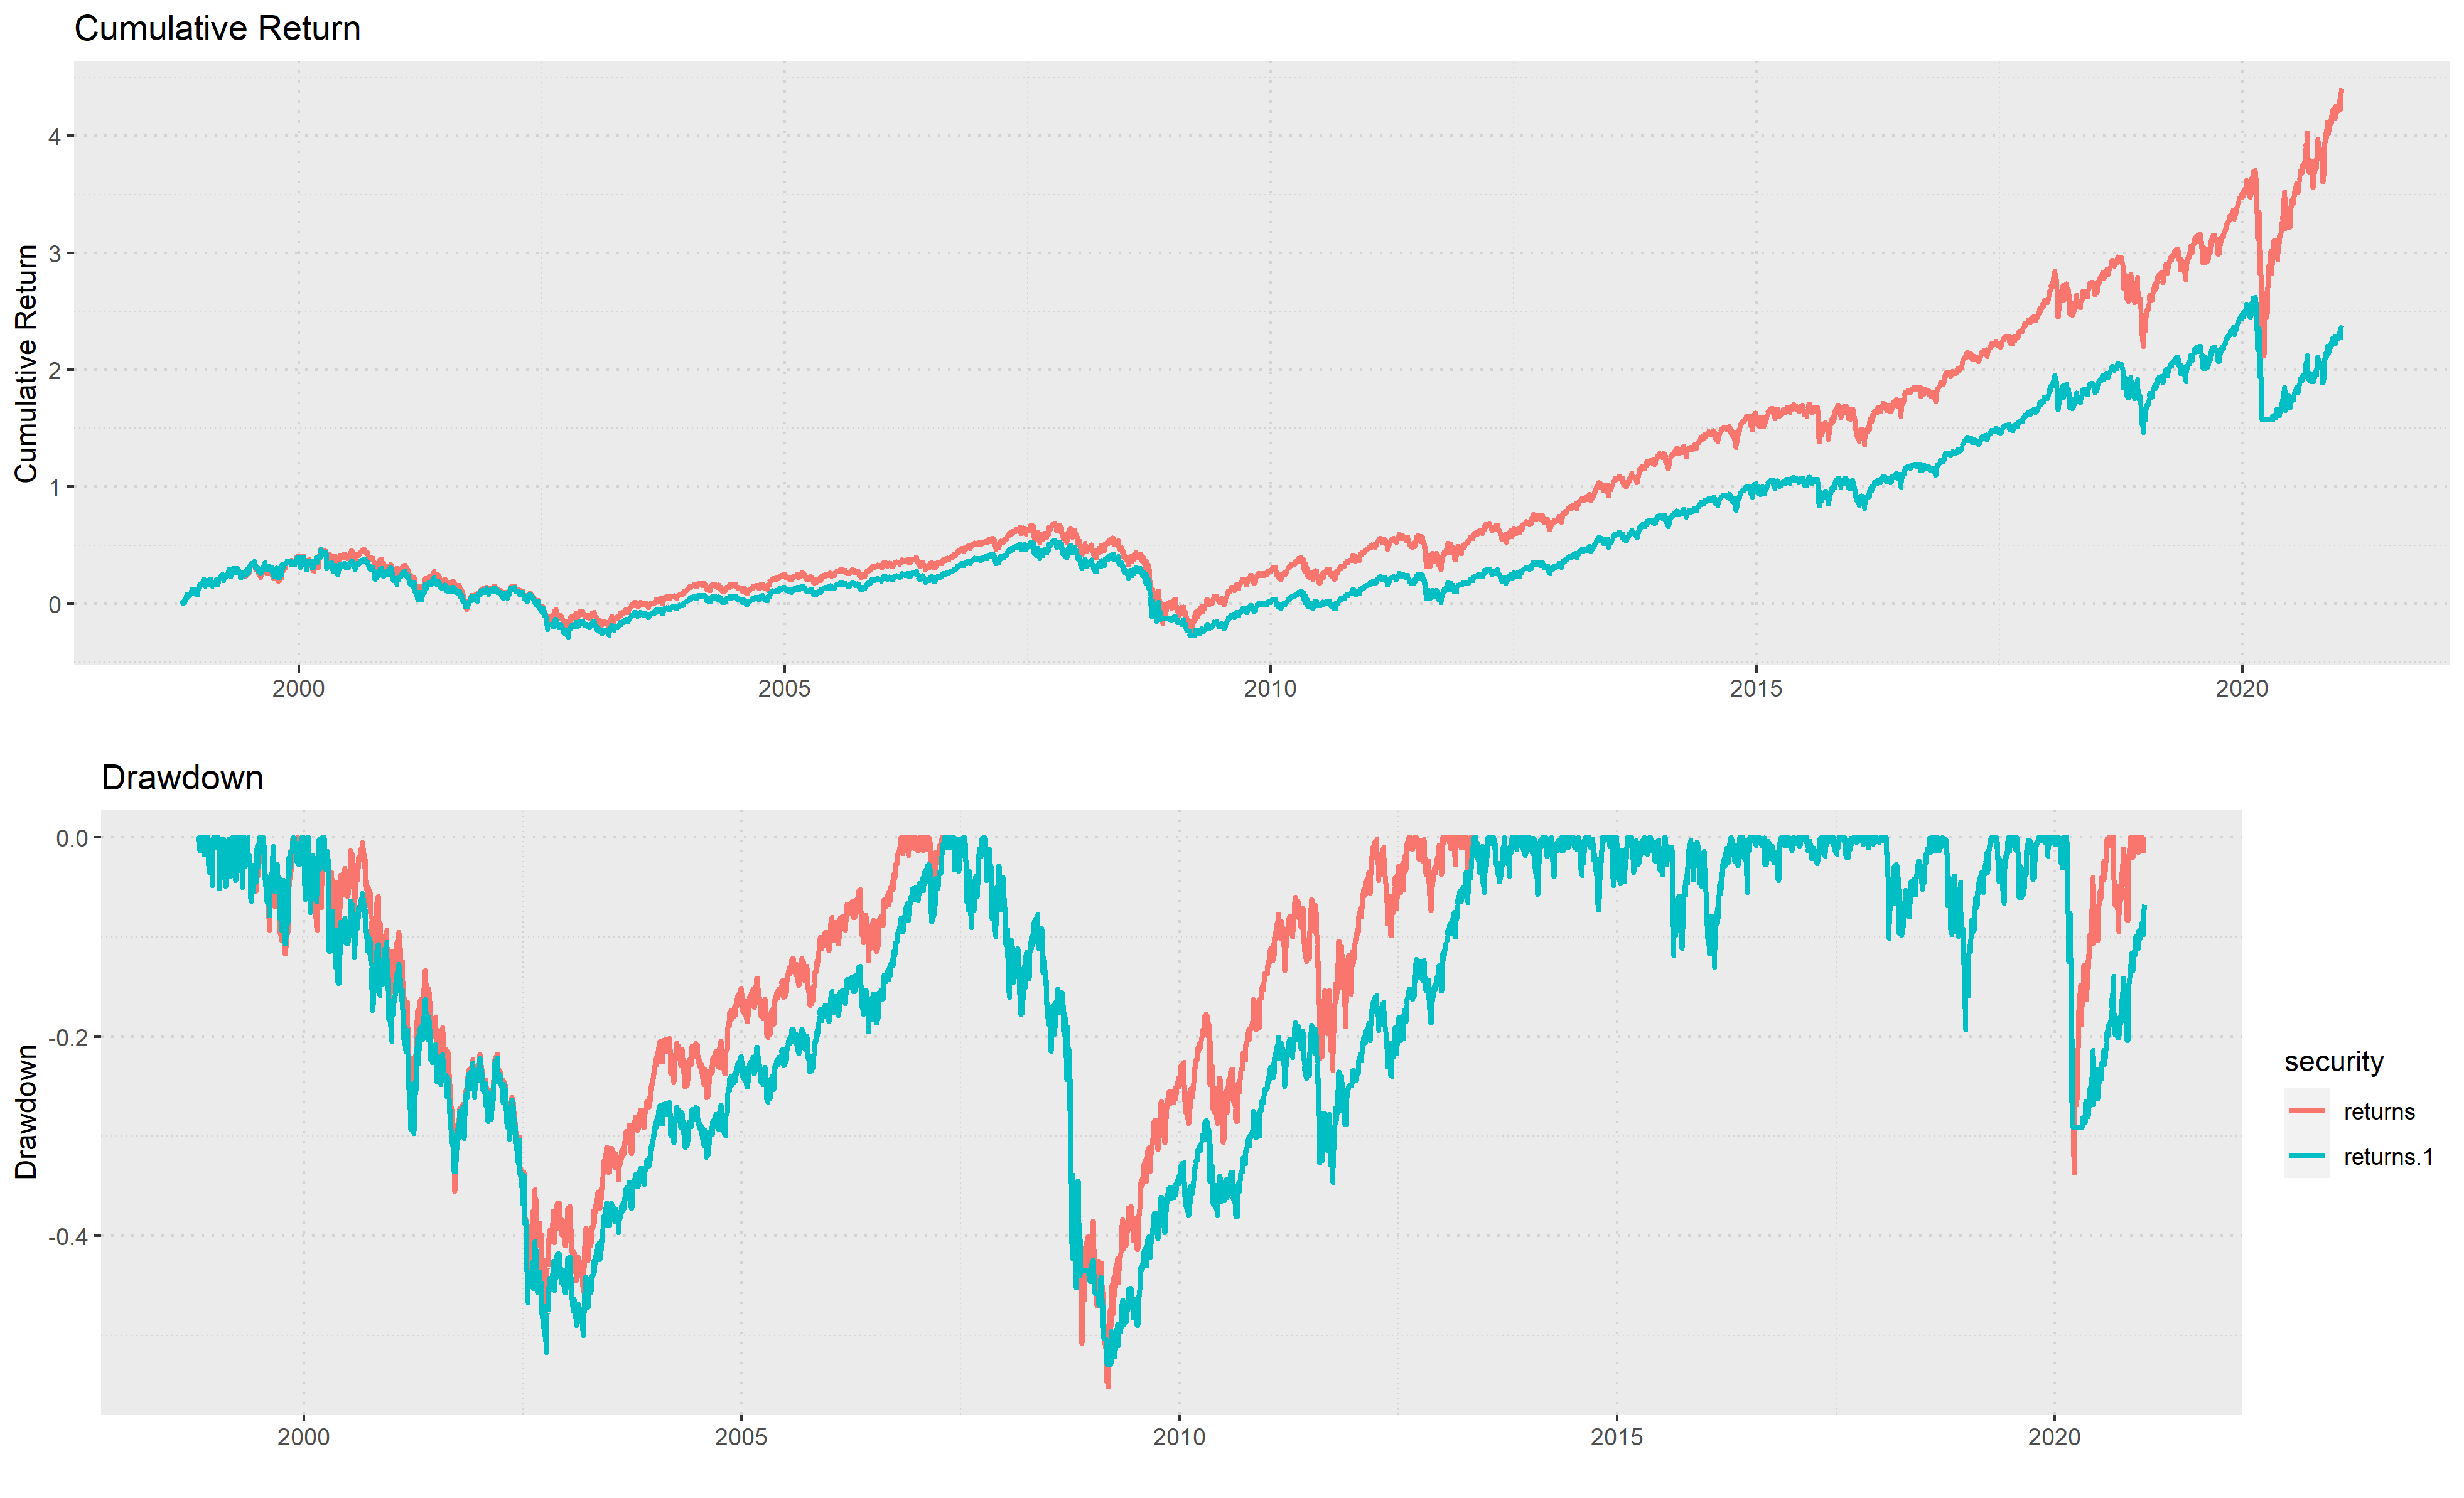 Cumulative Return
Cumulative Return
4
3
2
1
0
2000 2005 2010 2015 2020
Drawdown
Drawdown
0.0
-0.2
-0.4
2000 2005 2010 2015 2020
security
returns
returns.1